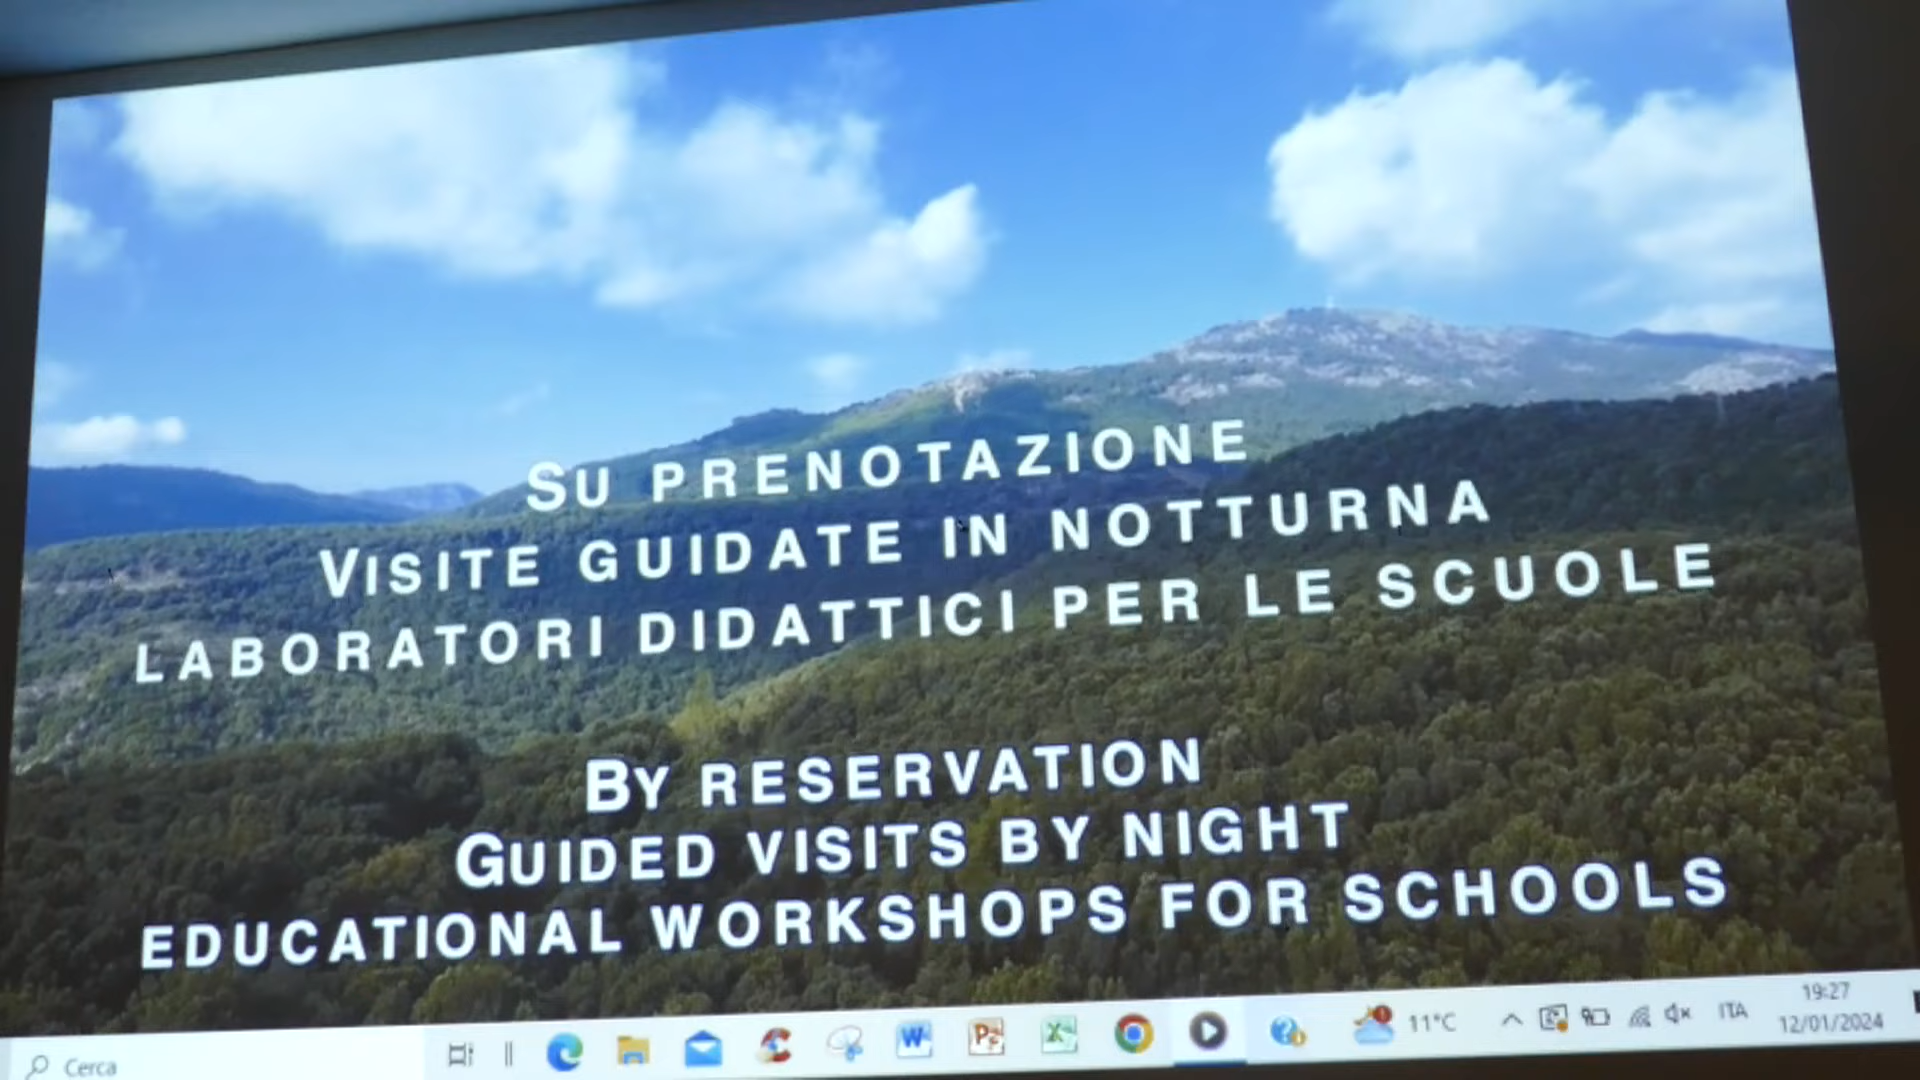 SU PRENOTAZIONE
VISITE GUIDATE IN NOTTURNA
LABORATORI DIDATTICI PER LE SCUOLE
BY RESERVATION
GUIDED VISITS BY NIGHT
EDUCATIONAL WORKSHOPS FOR SCHOOLS
Cerca
11°C
ITA
19:27
12/01/2024